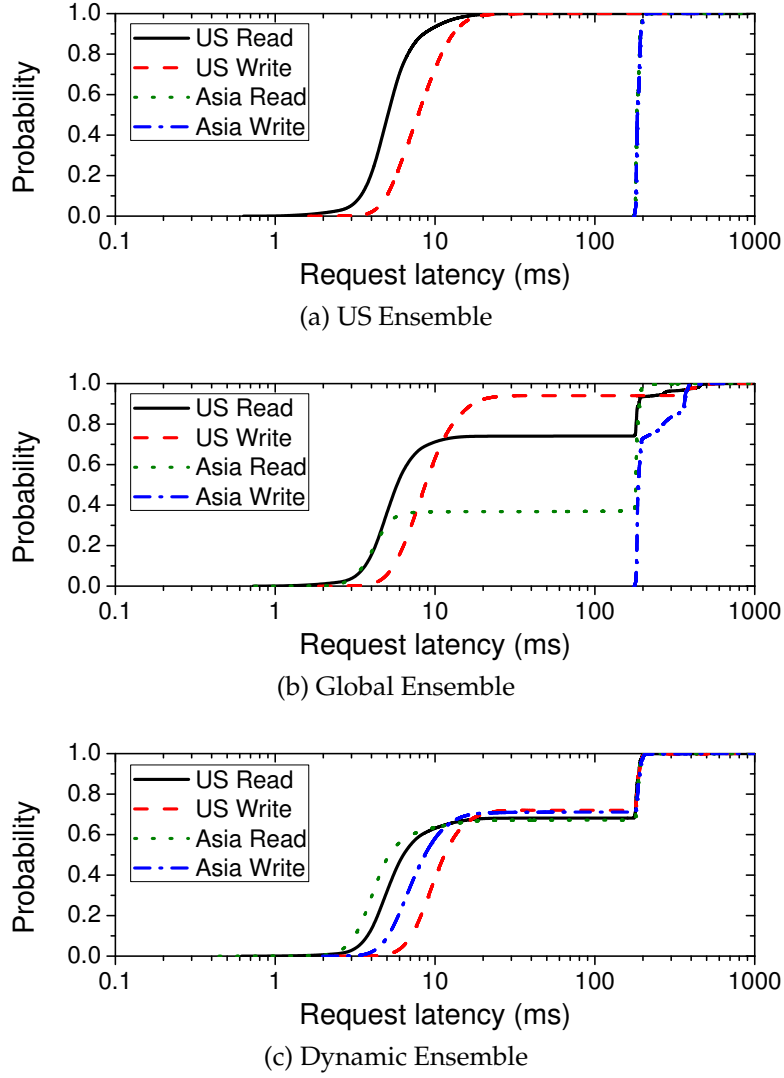 1.0
0.8
0.6
0.4
0.2
0.0
Probability
US Read
US Write
Asia Read
Asia Write
0.1 1 10 100 1000
Request latency (ms)
(a) US Ensemble
1.0
0.8
0.6
0.4
0.2
0.0
Probability
US Read
US Write
Asia Read
Asia Write
0.1 1 10 100 1000
Request latency (ms)
(b) Global Ensemble
1.0
0.8
0.6
0.4
0.2
0.0
Probability
US Read
US Write
Asia Read
Asia Write
0.1 1 10 100 1000
Request latency (ms)
(c) Dynamic Ensemble